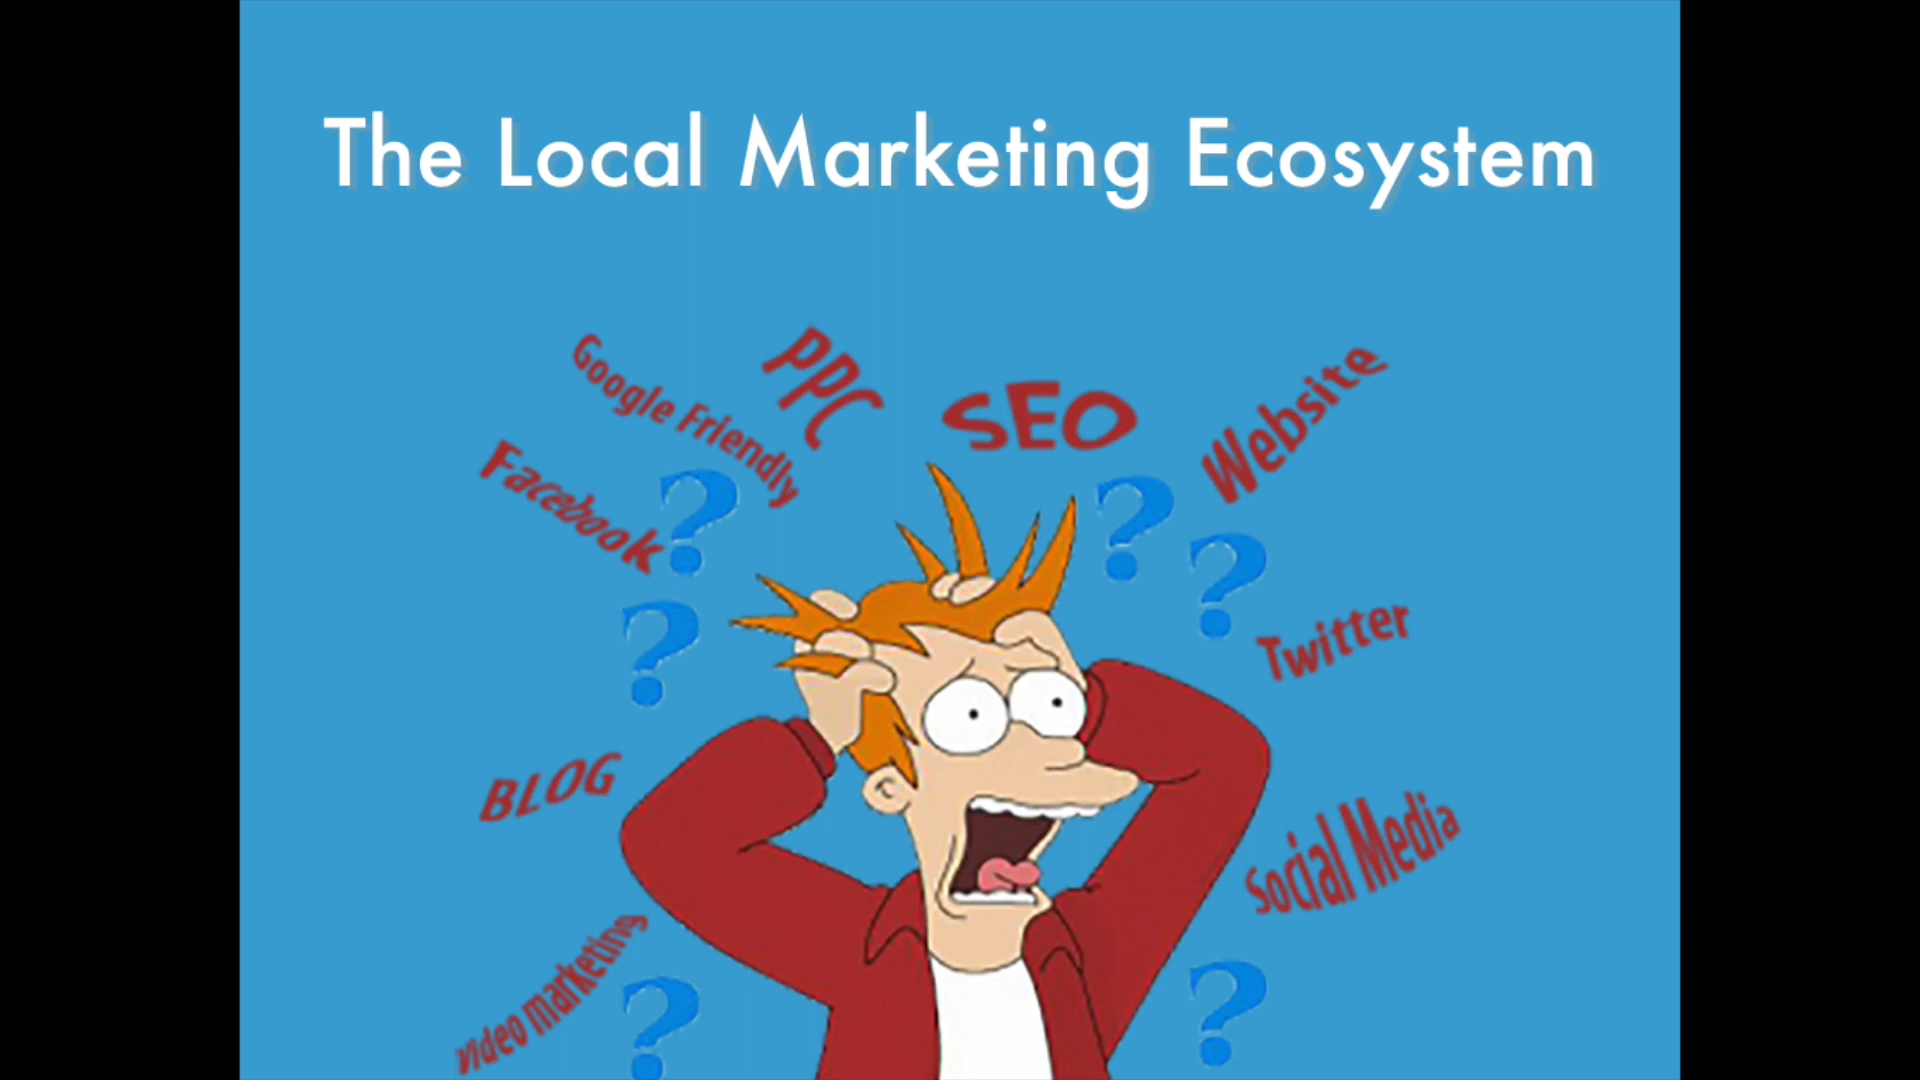 The Local Marketing Ecosystem
Google Friendly
PPC
SEO
Website
Facebook
?
?
?
?
Twitter
BLOG
Social Media
video marketing
?
?